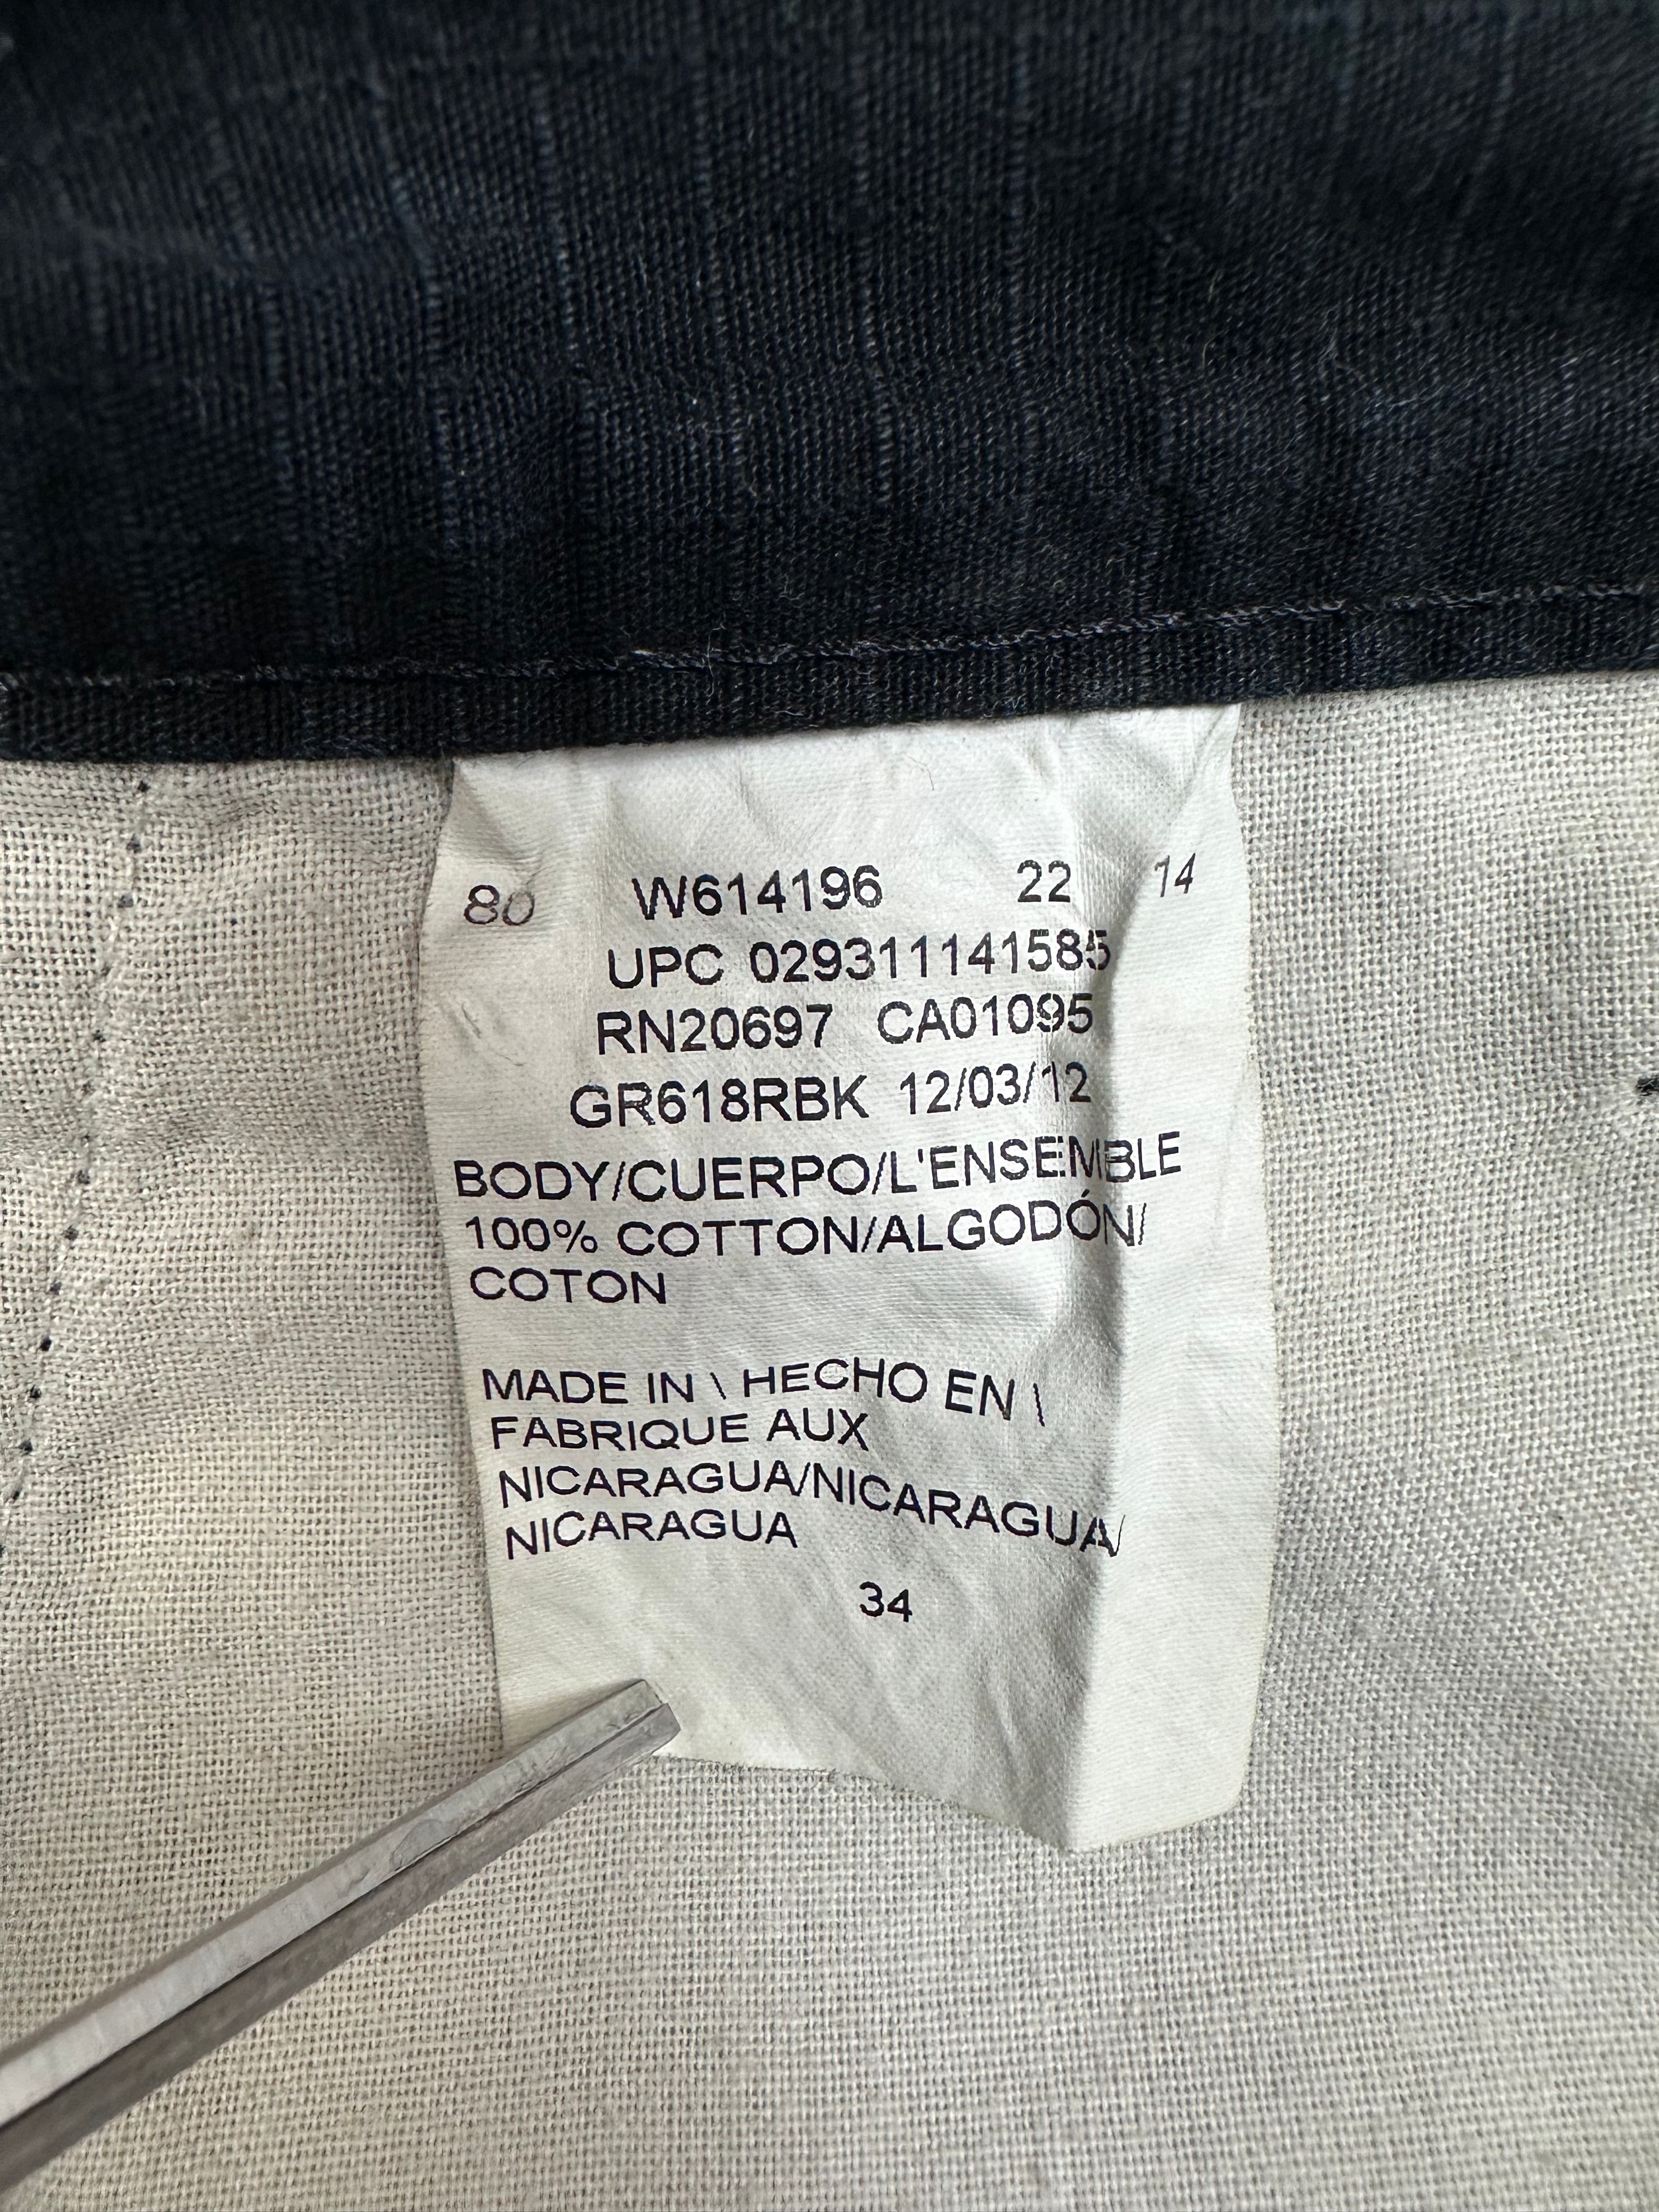 80 W614196 22 14
UPC 029311141585
RN20697 CA01095
GR618RBK 12/03/12
BODY/CUERPO/L'ENSEMBLE
100% COTTON/ALGODÓN/
COTON
MADE IN \ HECHO EN \
FABRIQUE AUX
NICARAGUA/NICARAGUA/
NICARAGUA
34